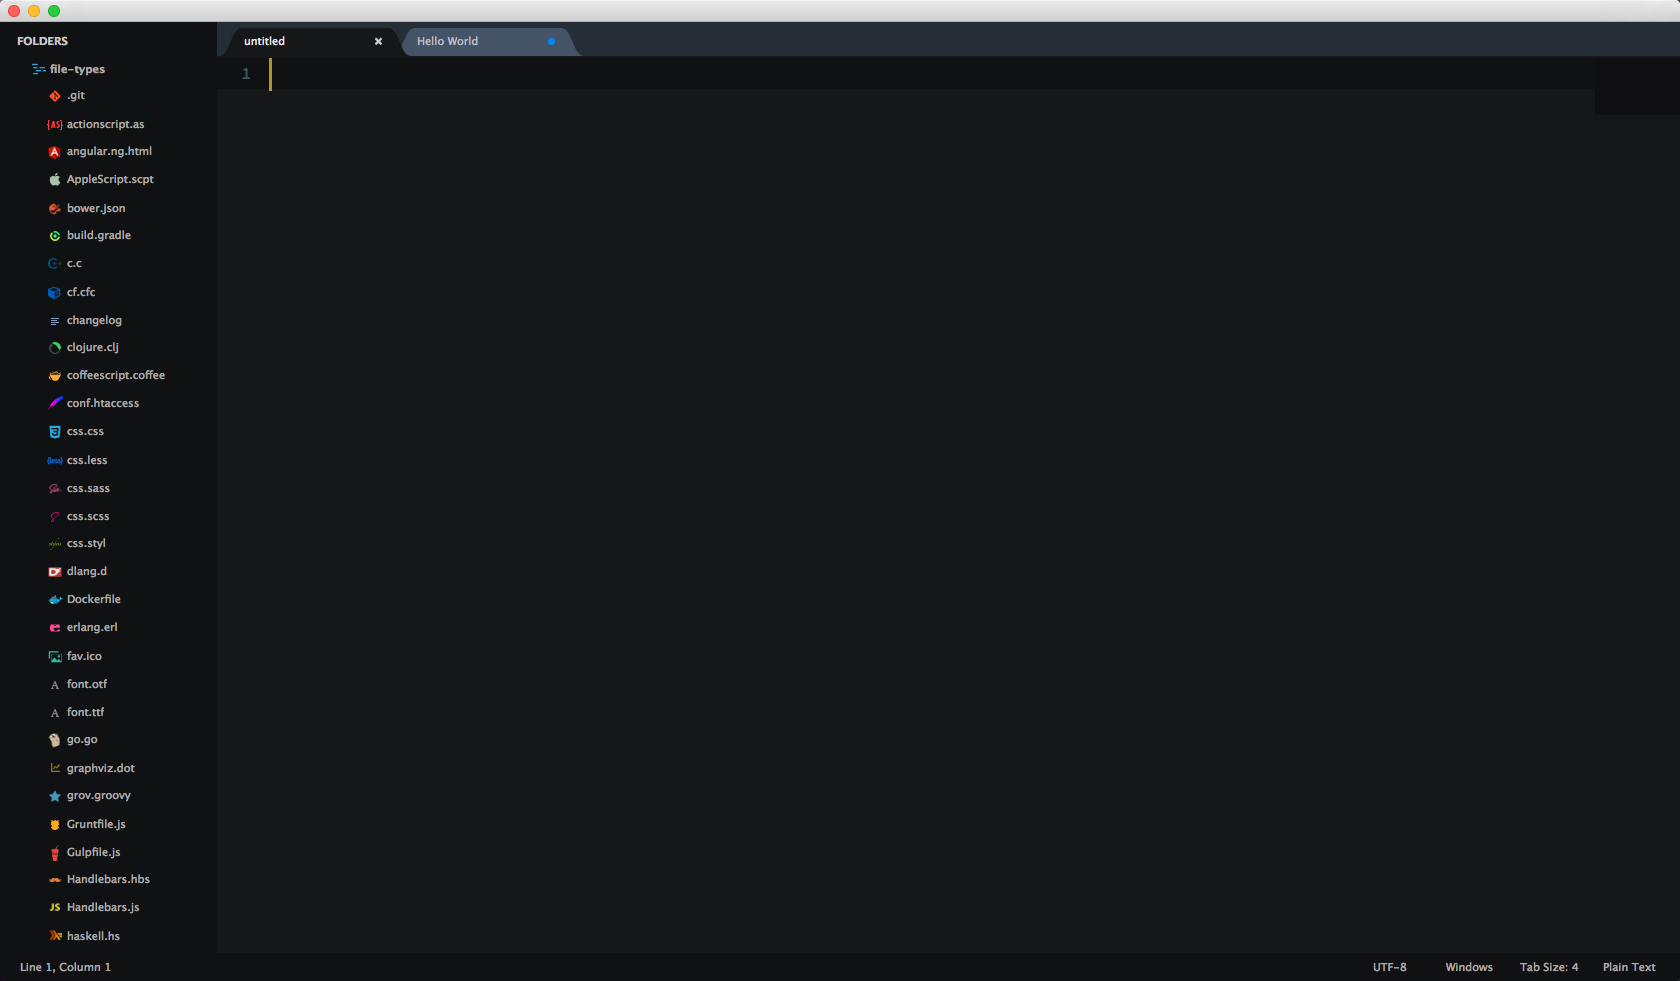 FOLDERS
file-types
.git
actionscript.as
angular.ng.html
AppleScript.scpt
bower.json
build.gradle
c.c
cf.cfc
changelog
clojure.clj
coffeescript.coffee
conf.htaccess
css.css
css.less
css.sass
css.scss
css.styl
dlang.d
Dockerfile
erlang.erl
fav.ico
font.otf
font.ttf
go.go
graphviz.dot
grov.groovy
Gruntfile.js
Gulpfile.js
Handlebars.hbs
JS Handlebars.js
haskell.hs
untitled Hello World
1
Line 1, Column 1 UTF-8 Windows Tab Size: 4 Plain Text